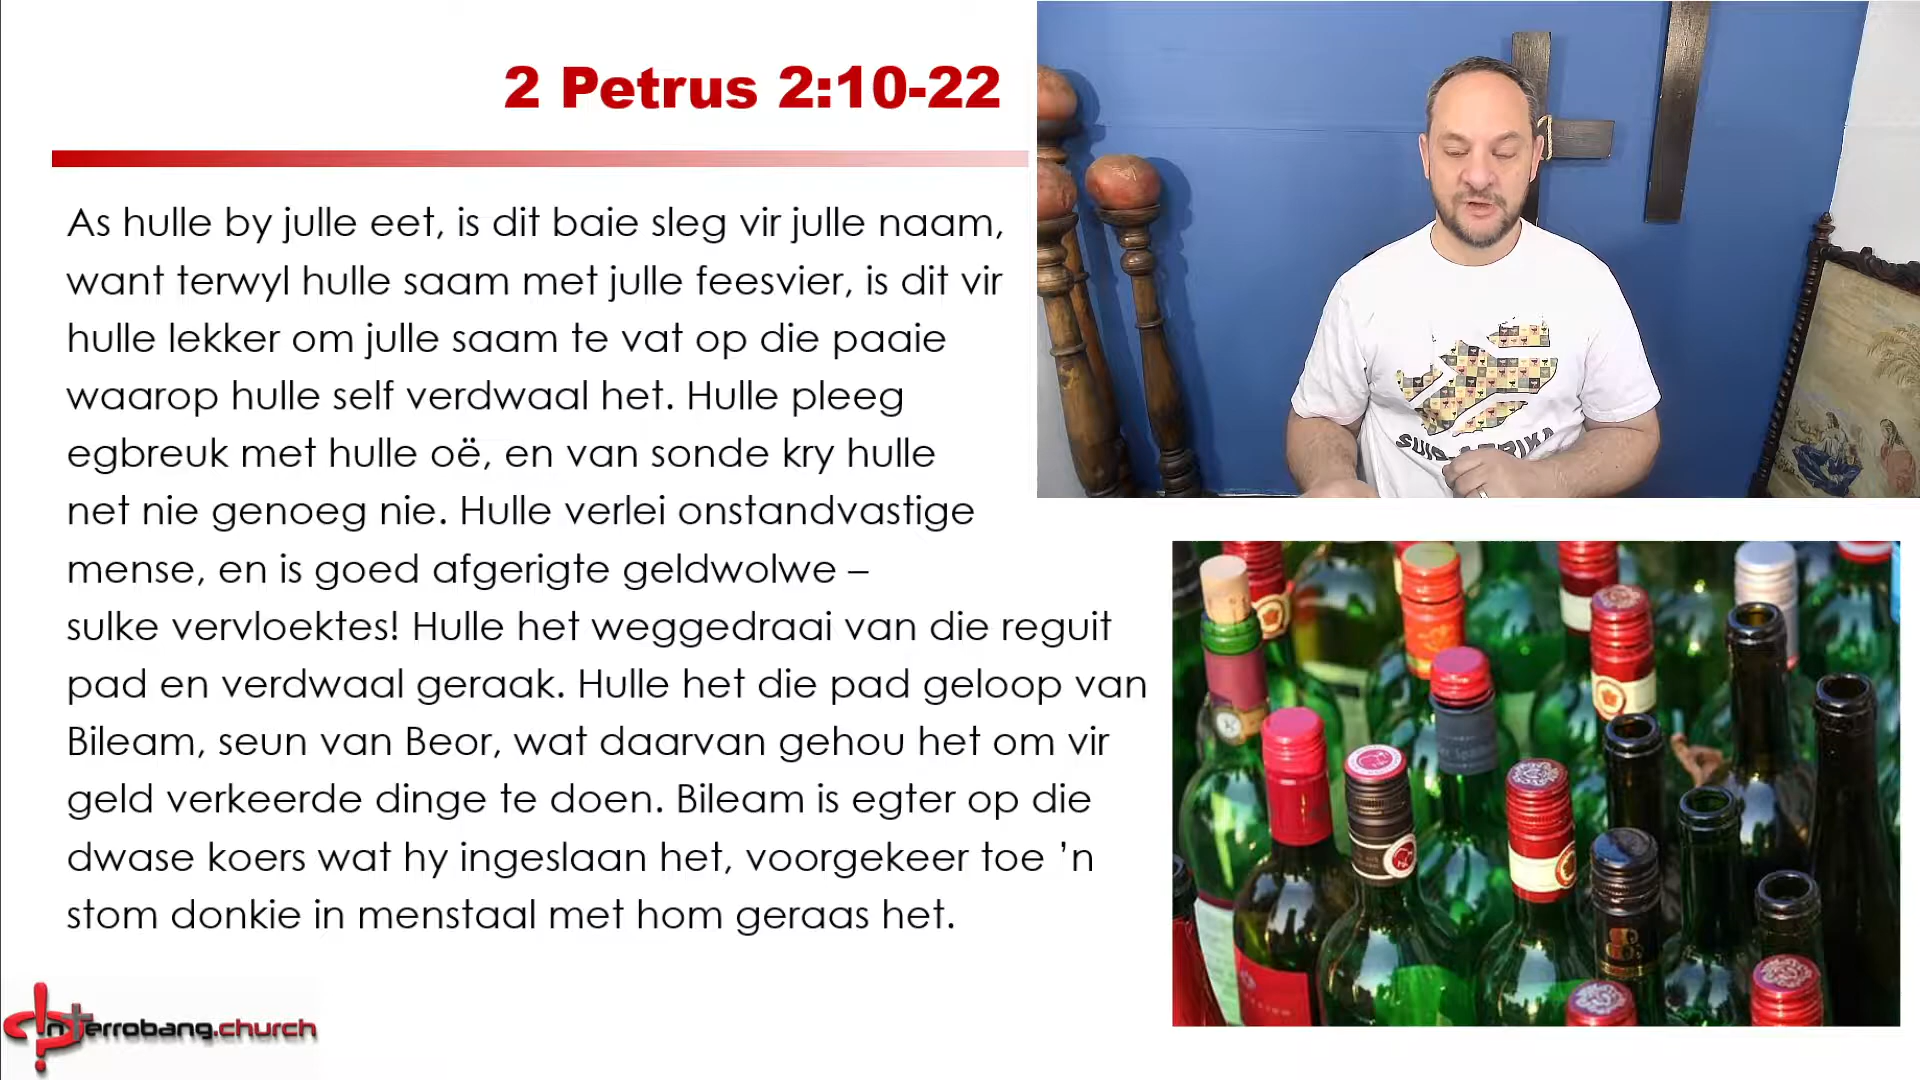 2 Petrus 2:10-22
As hulle by julle eet, is dit baie sleg vir julle naam,
want terwyl hulle saam met julle feesvier, is dit vir
hulle lekker om julle saam te vat op die paaie
waarop hulle self verdwaal het. Hulle pleeg
egbreuk met hulle oë, en van sonde kry hulle
net nie genoeg nie. Hulle verlei onstandvastige
mense, en is goed afgerigte geldwolwe –
sulke vervloektes! Hulle het weggedraai van die reguit
pad en verdwaal geraak. Hulle het die pad geloop van
Bileam, seun van Beor, wat daarvan gehou het om vir
geld verkeerde dinge te doen. Bileam is egter op die
dwase koers wat hy ingeslaan het, voorgekeer toe ’n
stom donkie in menstaal met hom geraas het.
SUID-AFRIKA
interrobang.church